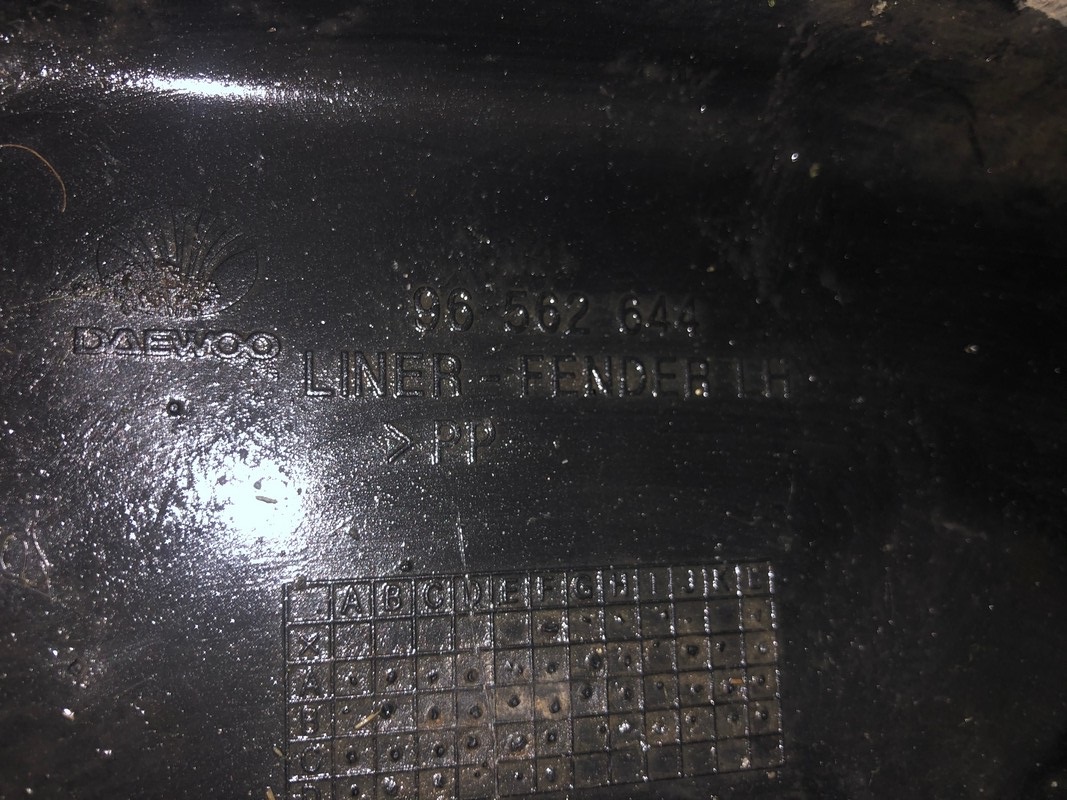 DAEWOO
96 562 644
LINER - FENDER LH
>PP
A B C D E F G H I J K L
X
A
B
C
D